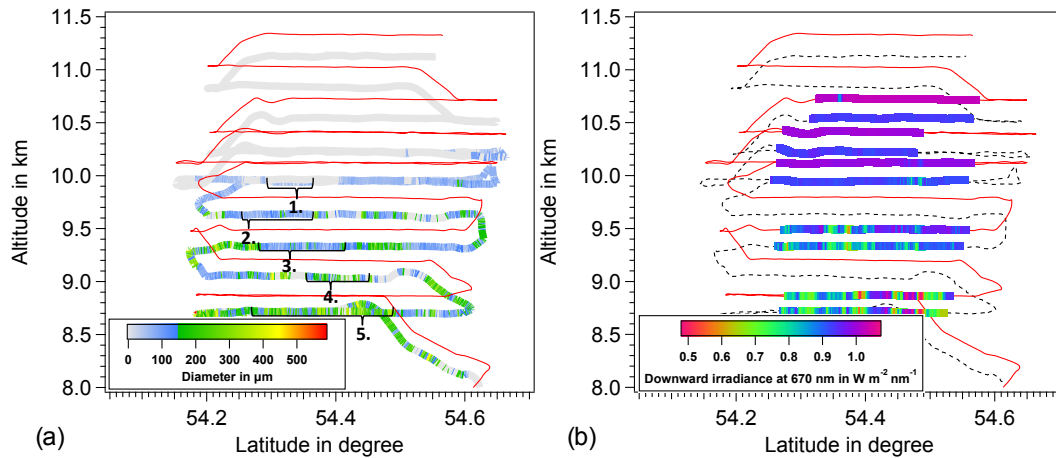 11.5
11.0
10.5
10.0
9.5
9.0
8.5
8.0
Altitude in km
1.
2.
3.
4.
5.
0 100 200 300 400 500
Diameter in µm
54.2 54.4 54.6
Latitude in degree
(a)
11.5
11.0
10.5
10.0
9.5
9.0
8.5
8.0
Altitude in km
0.5 0.6 0.7 0.8 0.9 1.0
Downward irradiance at 670 nm in W m⁻² nm⁻¹
54.2 54.4 54.6
Latitude in degree
(b)